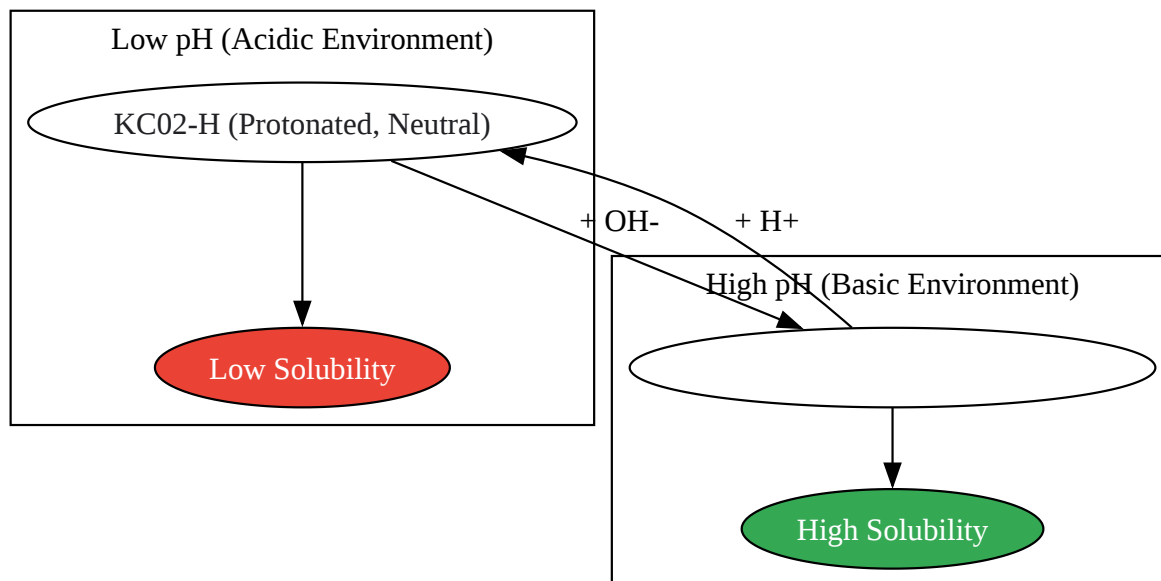 Low pH (Acidic Environment)
KC02-H (Protonated, Neutral)
+ OH-
+ H+
Low Solubility
High pH (Basic Environment)
High Solubility